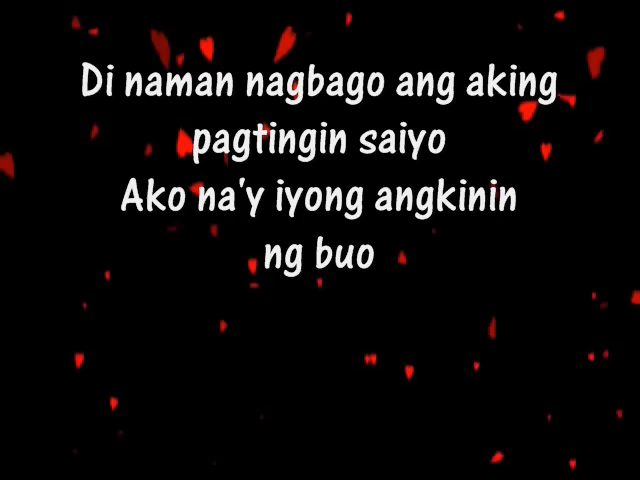 Di naman nagbago ang aking
pagtingin saiyo
Ako na'y iyong angkinin
ng buo